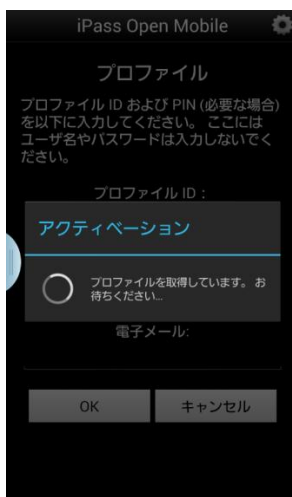 iPass Open Mobile
プロファイル
プロファイル ID および PIN (必要な場合)
を以下に入力してください。 ここには
ユーザ名やパスワードは入力しないでく
ださい。
プロファイル ID :
アクティベーション
プロファイルを取得しています。 お
待ちください...
電子メール:
OK
キャンセル